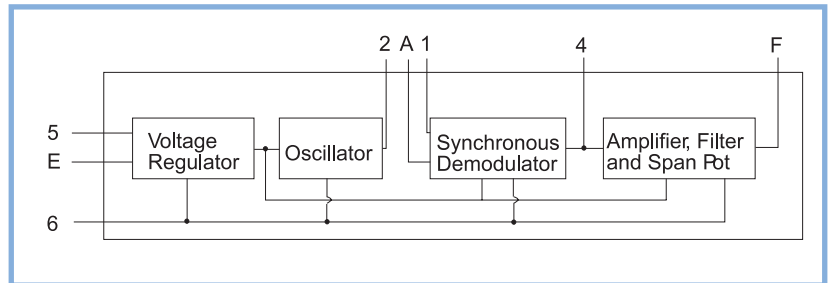 2 A 1 4 F
5
E
6
Voltage
Regulator
Oscillator
Synchronous
Demodulator
Amplifier, Filter
and Span Pot